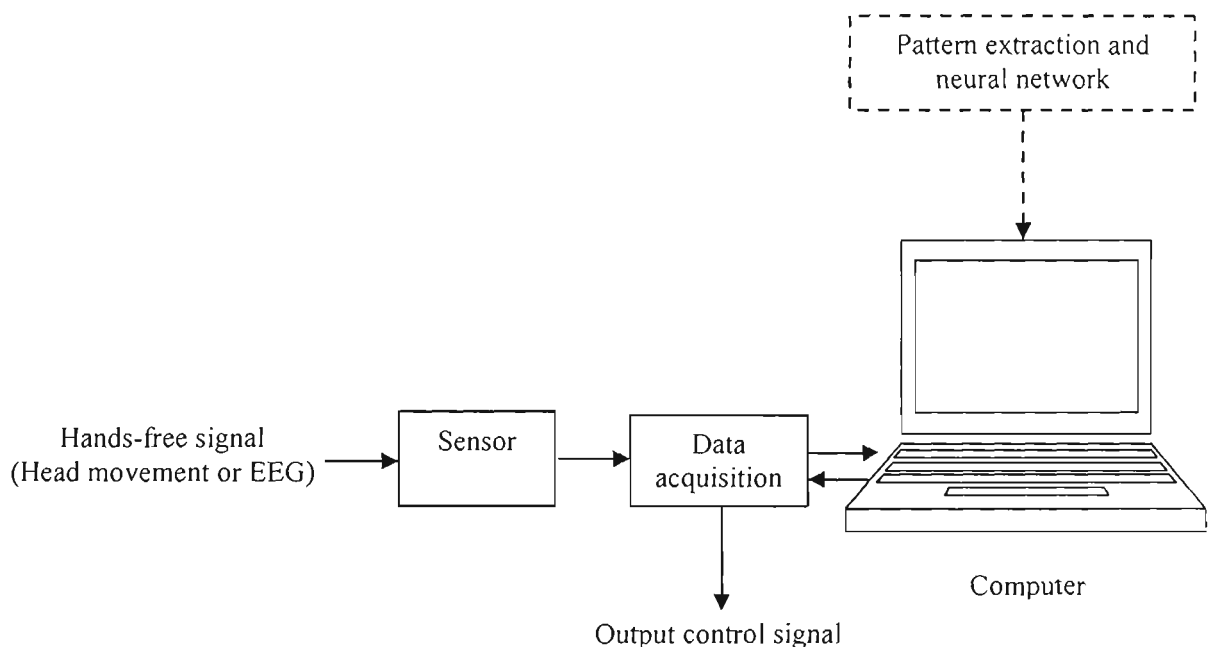 Pattern extraction and
neural network
Hands-free signal
(Head movement or EEG)
Sensor
Data
acquisition
Computer
Output control signal